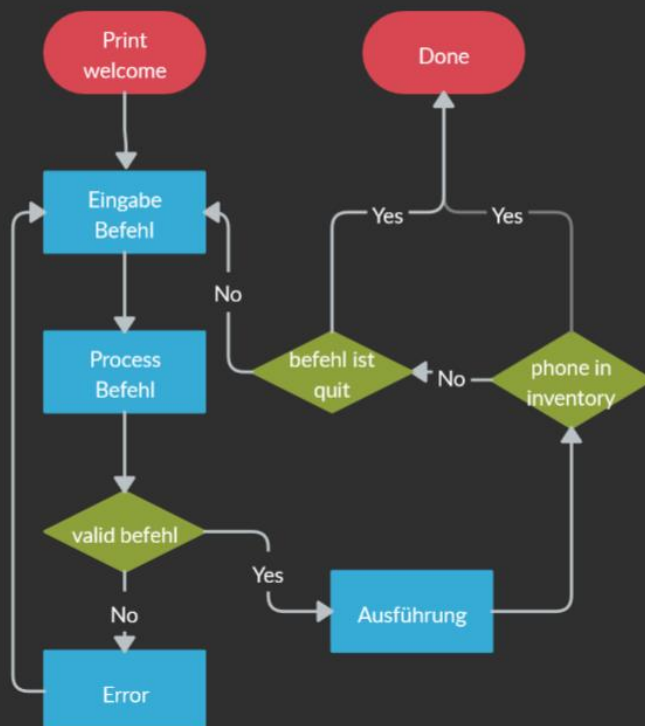 Print
welcome
Done
Eingabe
Befehl
Yes
Yes
No
Process
Befehl
befehl ist
quit
No
phone in
inventory
valid befehl
Yes
No
Ausführung
Error